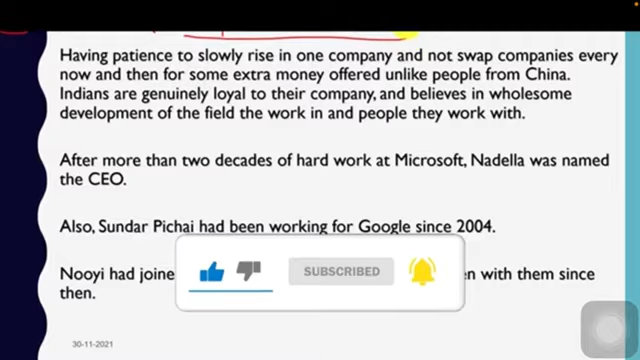 Having patience to slowly rise in one company and not swap companies every
now and then for some extra money offered unlike people from China.
Indians are genuinely loyal to their company, and believes in wholesome
development of the field the work in and people they work with.
After more than two decades of hard work at Microsoft, Nadella was named
the CEO.
Also, Sundar Pichai had been working for Google since 2004.
Nooyi had joine
SUBSCRIBED
with them since
then.
30-11-2021